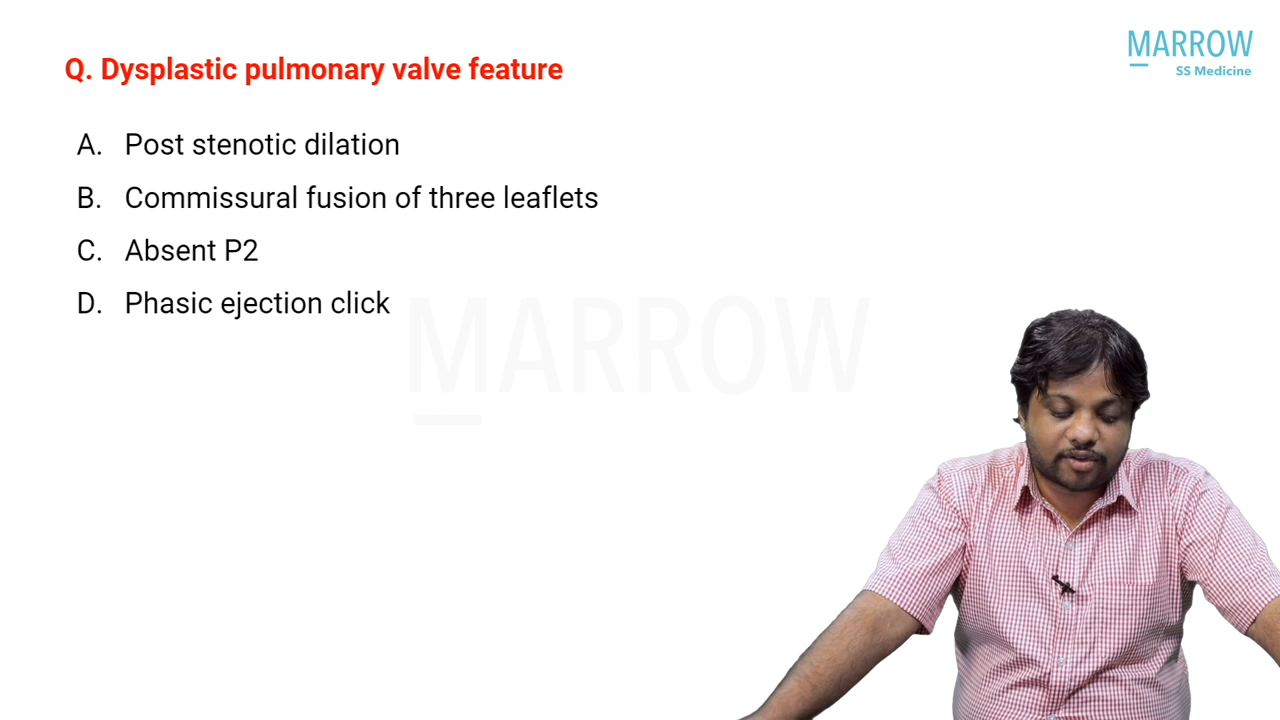 MARROW
SS Medicine
Q. Dysplastic pulmonary valve feature
A. Post stenotic dilation
B. Commissural fusion of three leaflets
C. Absent P2
D. Phasic ejection click
MARROW